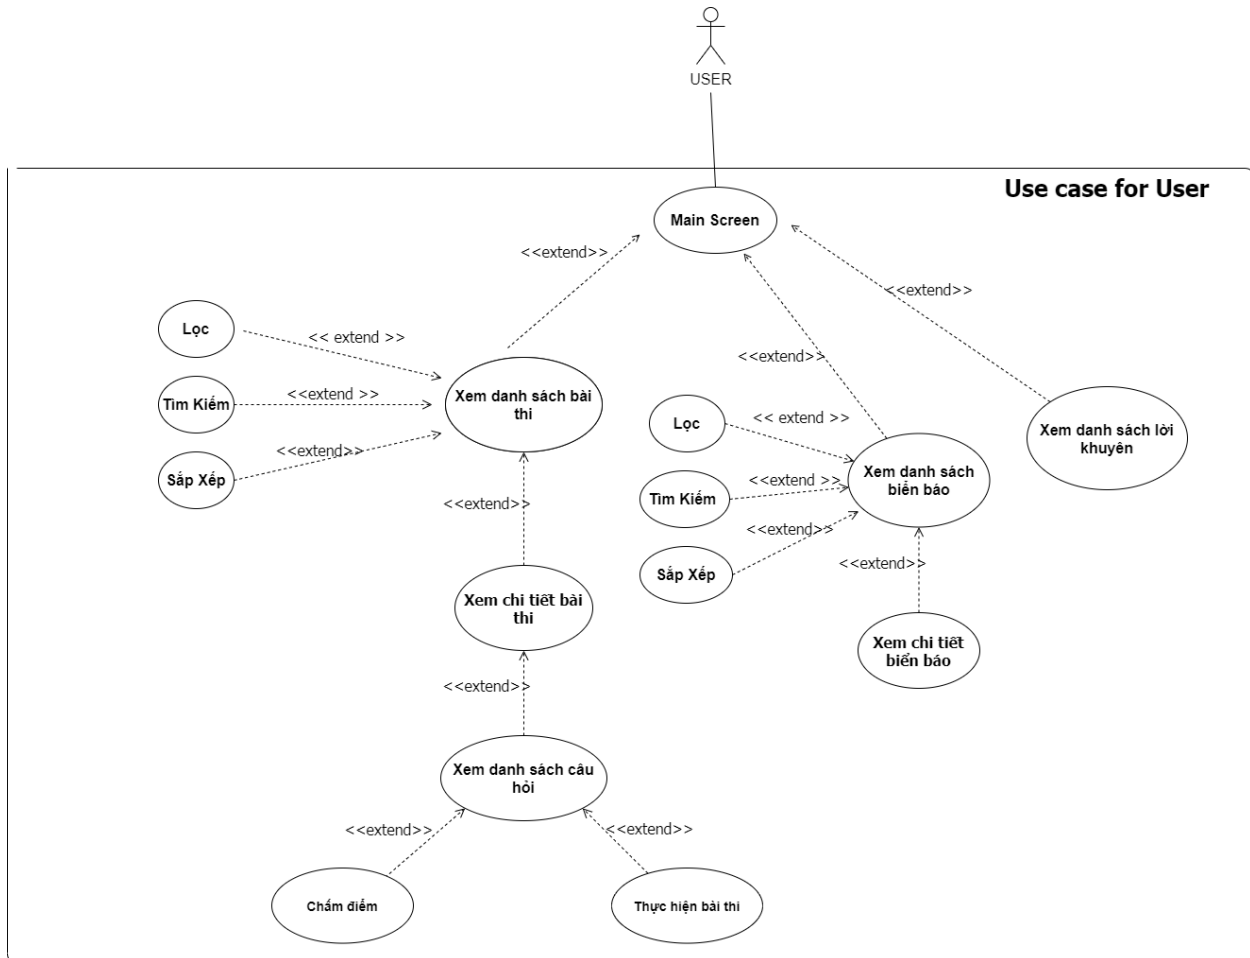 USER
Use case for User
Main Screen
<<extend>>
<<extend>>
Lọc
<< extend >>
<<extend>>
Xem danh sách bài
thi
Tìm Kiếm
<<extend >>
Sắp Xếp
<<extend>>
Lọc
<< extend >>
Xem danh sách lời
khuyên
Xem danh sách
biển báo
Tìm Kiếm
<<extend >>
<<extend>>
<<extend>>
Sắp Xếp
<<extend>>
Xem chi tiết bài
thi
Xem chi tiết
biển báo
<<extend>>
Xem danh sách câu
hỏi
<<extend>>
<<extend>>
Chấm điểm
Thực hiện bài thi